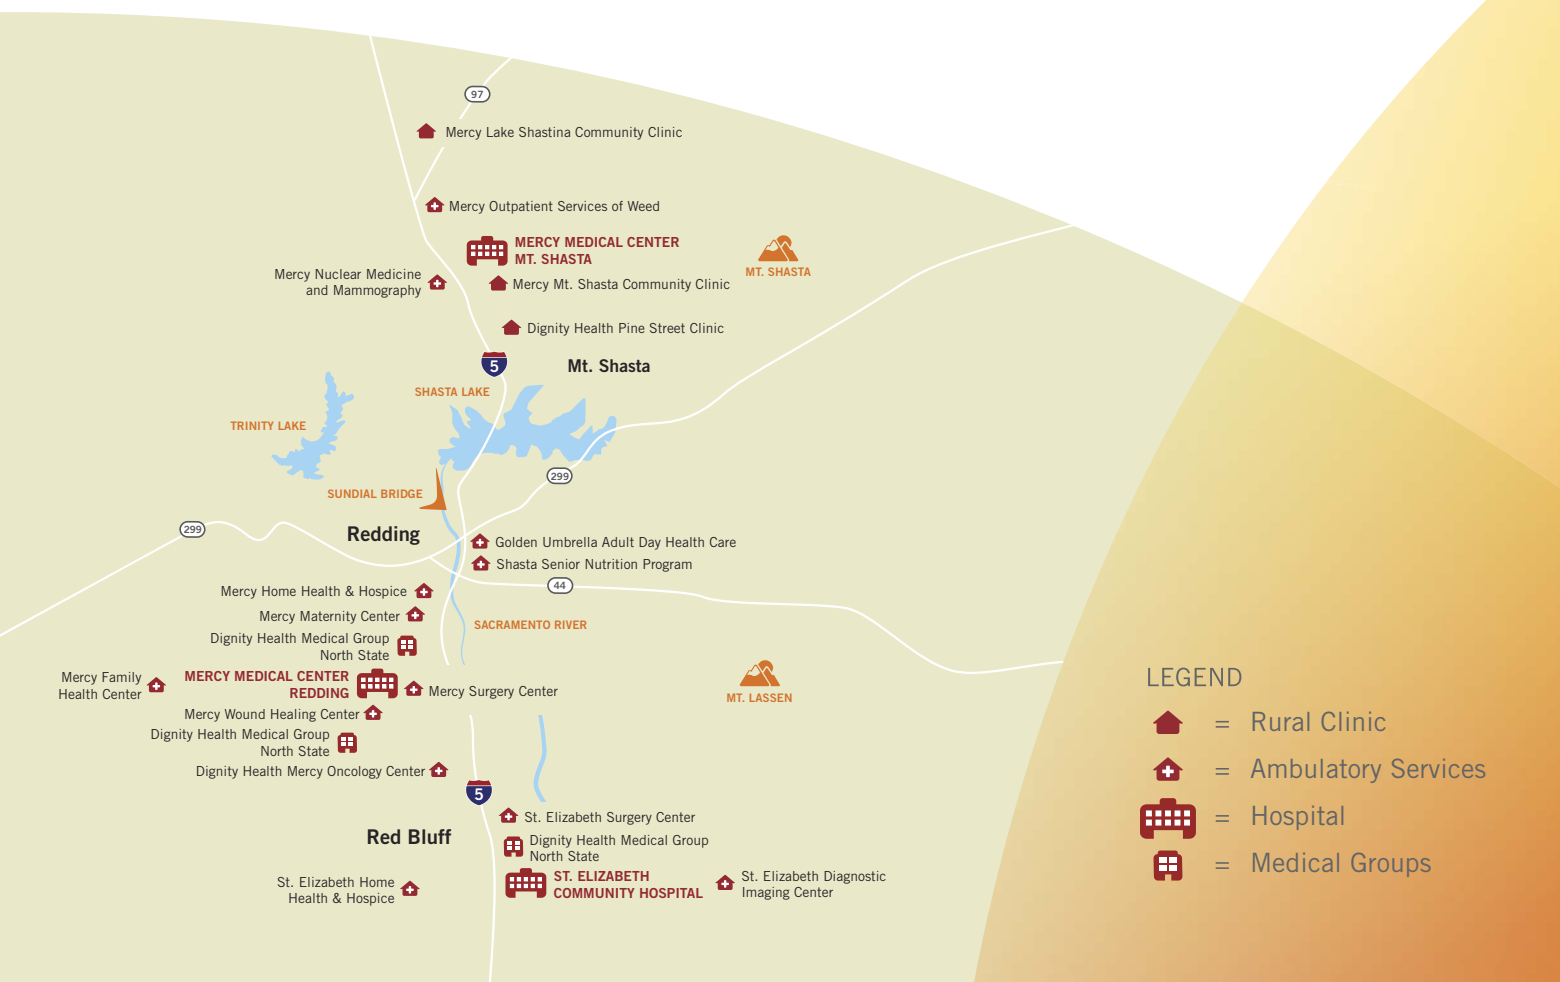 97
Mercy Lake Shastina Community Clinic
Mercy Outpatient Services of Weed
MERCY MEDICAL CENTER
MT. SHASTA
MT. SHASTA
Mercy Nuclear Medicine
and Mammography
Mercy Mt. Shasta Community Clinic
Dignity Health Pine Street Clinic
5
Mt. Shasta
SHASTA LAKE
TRINITY LAKE
299
SUNDIAL BRIDGE
299
Redding
Golden Umbrella Adult Day Health Care
Shasta Senior Nutrition Program
44
Mercy Home Health & Hospice
Mercy Maternity Center
SACRAMENTO RIVER
Dignity Health Medical Group
North State
Mercy Family
Health Center
MERCY MEDICAL CENTER
REDDING
Mercy Surgery Center
MT. LASSEN
Mercy Wound Healing Center
Dignity Health Medical Group
North State
Dignity Health Mercy Oncology Center
5
St. Elizabeth Surgery Center
Red Bluff
Dignity Health Medical Group
North State
St. Elizabeth Home
Health & Hospice
ST. ELIZABETH
COMMUNITY HOSPITAL
St. Elizabeth Diagnostic
Imaging Center
LEGEND
= Rural Clinic
= Ambulatory Services
= Hospital
= Medical Groups